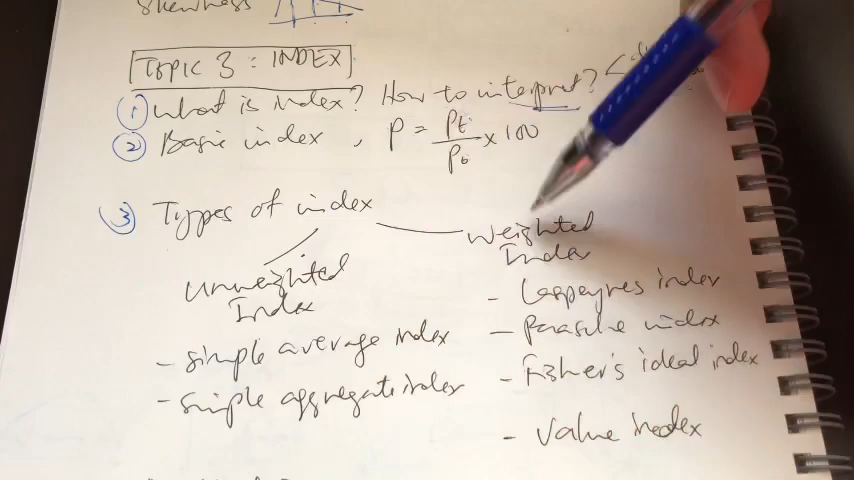 Skewness
TOPIC 3 : INDEX
① What is index? How to interpret? <
② Basic index , P = Pt/Po × 100
③ Types of index
Unweighted Index
- simple average index
- simple aggregate index
Weighted Index
- Laspeyres index
- Paasche index
- Fisher's ideal index
- Value index